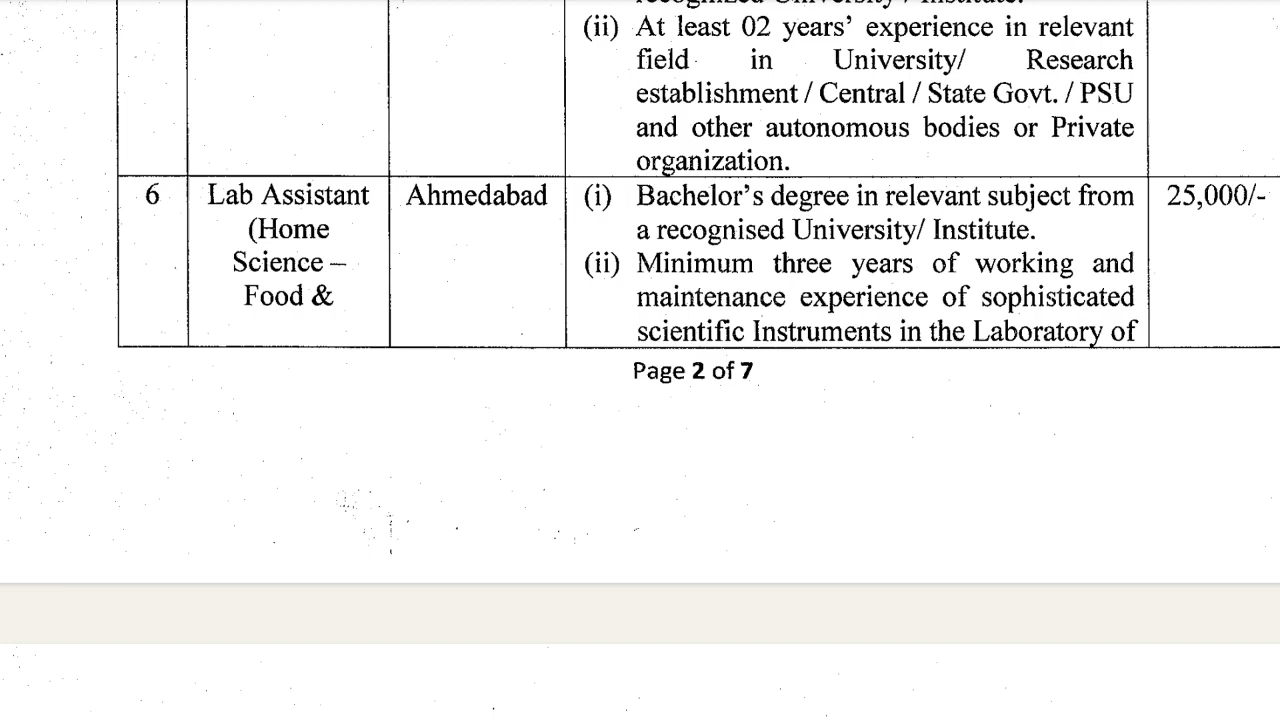 (ii) At least 02 years' experience in relevant
field in University/ Research
establishment / Central / State Govt. / PSU
and other autonomous bodies or Private
organization.
6 Lab Assistant Ahmedabad (i) Bachelor's degree in relevant subject from 25,000/-
(Home a recognised University/ Institute.
Science – (ii) Minimum three years of working and
Food & maintenance experience of sophisticated
scientific Instruments in the Laboratory of
Page 2 of 7